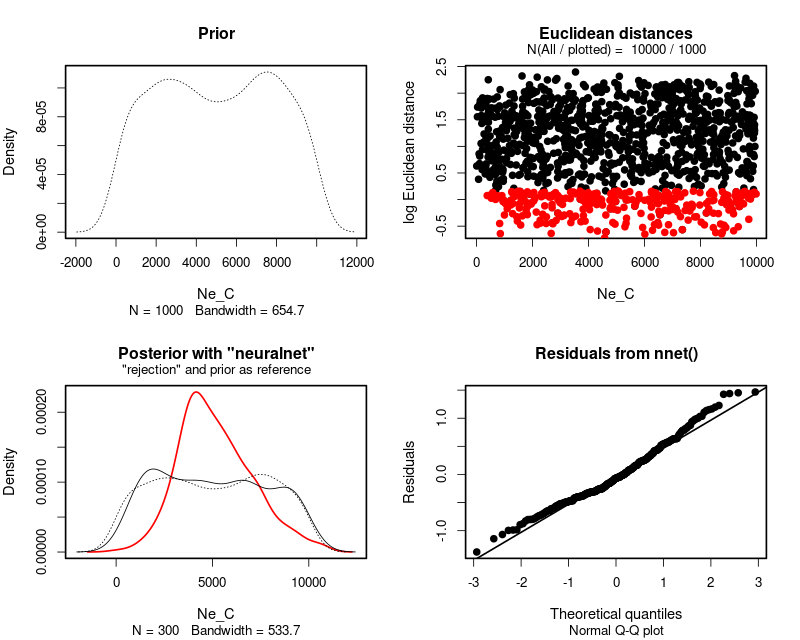 Prior
Density
0e+00 4e-05 8e-05
-2000 0 2000 4000 6000 8000 12000
Ne_C
N = 1000 Bandwidth = 654.7
Euclidean distances
N(All / plotted) = 10000 / 1000
log Euclidean distance
-0.5 0.5 1.5 2.5
0 2000 4000 6000 8000 10000
Ne_C
Posterior with "neuralnet"
"rejection" and prior as reference
Density
0.00000 0.00010 0.00020
0 5000 10000
Ne_C
N = 300 Bandwidth = 533.7
Residuals from nnet()
Residuals
-1.0 0.0 1.0
-3 -2 -1 0 1 2 3
Theoretical quantiles
Normal Q-Q plot